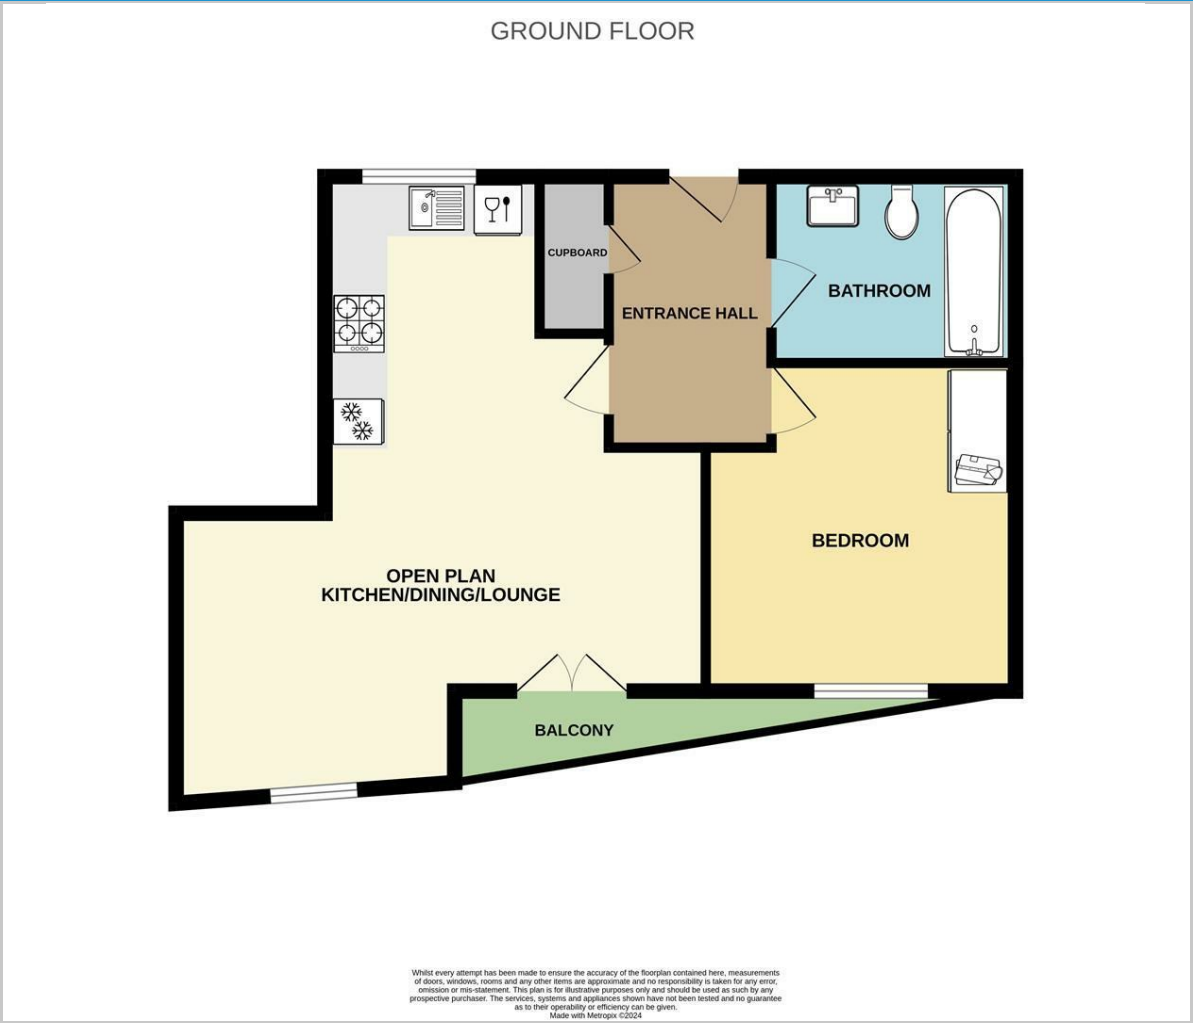 GROUND FLOOR
CUPBOARD
BATHROOM
ENTRANCE HALL
BEDROOM
OPEN PLAN
KITCHEN/DINING/LOUNGE
BALCONY
Whilst every attempt has been made to ensure the accuracy of the floorplan contained here, measurements
of doors, windows, rooms and any other items are approximate and no responsibility is taken for any error,
omission or mis-statement. This plan is for illustrative purposes only and should be used as such by any
prospective purchaser. The services, systems and appliances shown have not been tested and no guarantee
as to their operability or efficiency can be given.
Made with Metropix ©2024